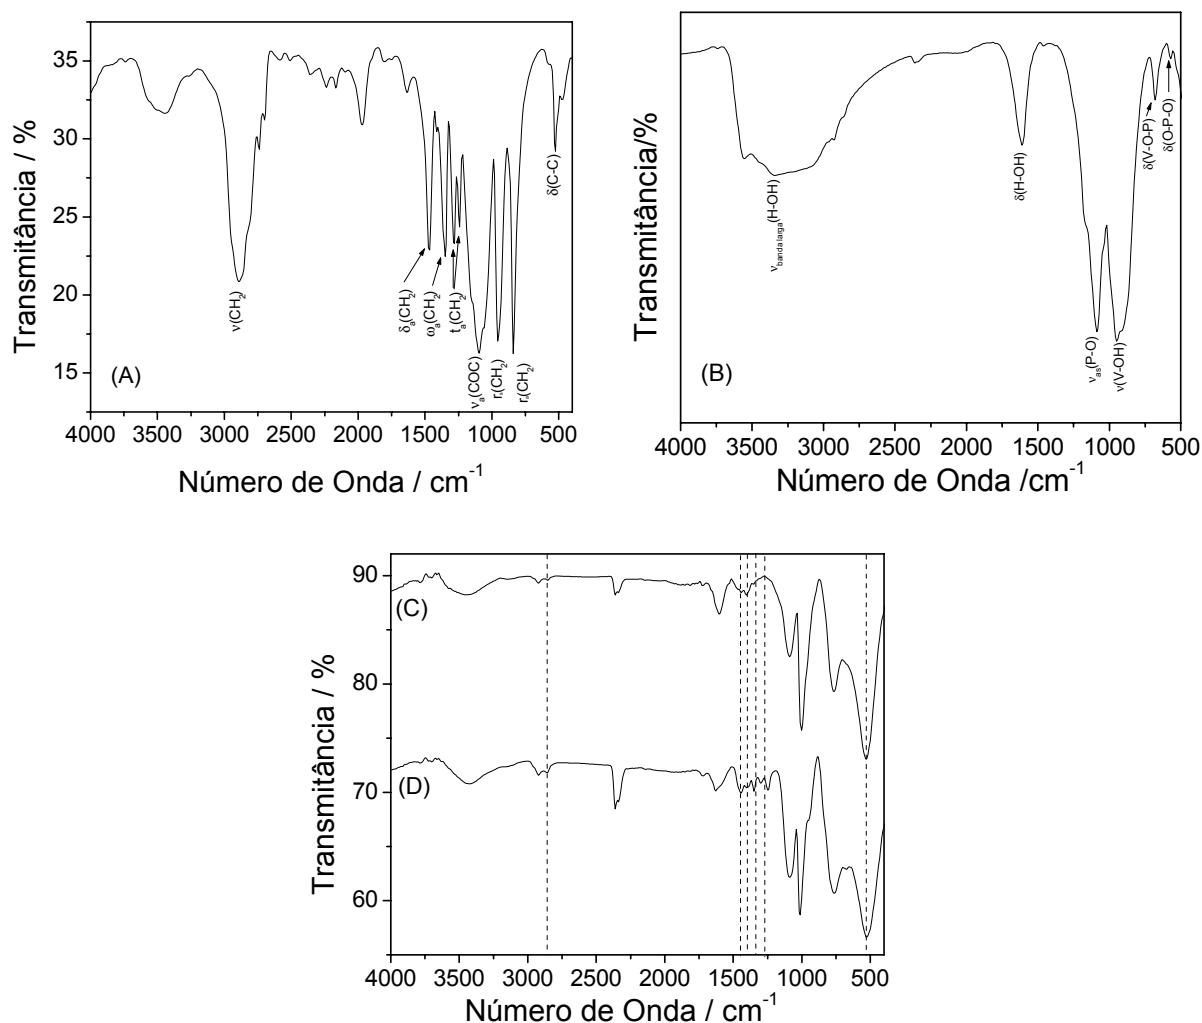 Transmitância / %
35
30
25
20
15
ν(CH₂)
δₐ(CH₂)
ωₐ(CH₂)
tₐ(CH₂)
νₐ(COC)
rᵣ(CH₂)
rᵣ(CH₂)
δ(C-C)
(A)
4000 3500 3000 2500 2000 1500 1000 500
Número de Onda / cm⁻¹
Transmitância/%
ν banda larga (H-OH)
δ(H-OH)
ν as (P-O)
ν(V-OH)
δ(V-O-P)
δ(O-P-O)
(B)
4000 3500 3000 2500 2000 1500 1000 500
Número de Onda /cm⁻¹
Transmitância / %
Transmitância / %
90
80
70
60
(C)
(D)
4000 3500 3000 2500 2000 1500 1000 500
Número de Onda / cm⁻¹